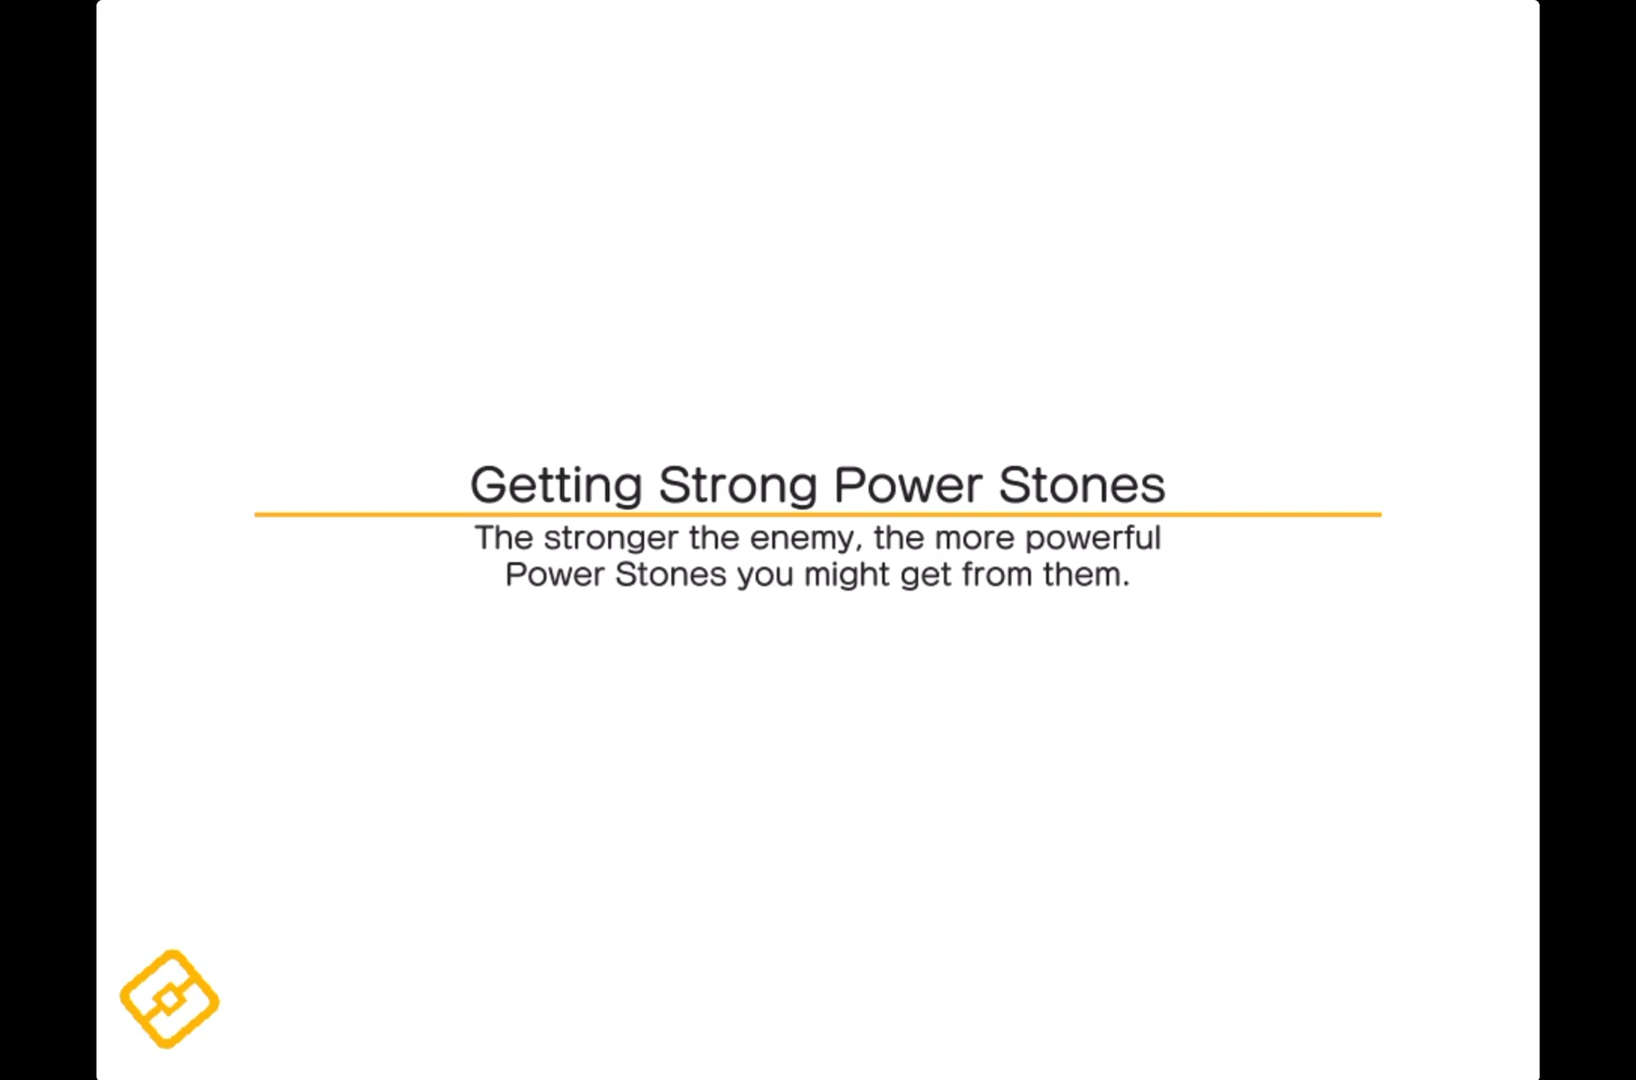 Getting Strong Power Stones
The stronger the enemy, the more powerful
Power Stones you might get from them.